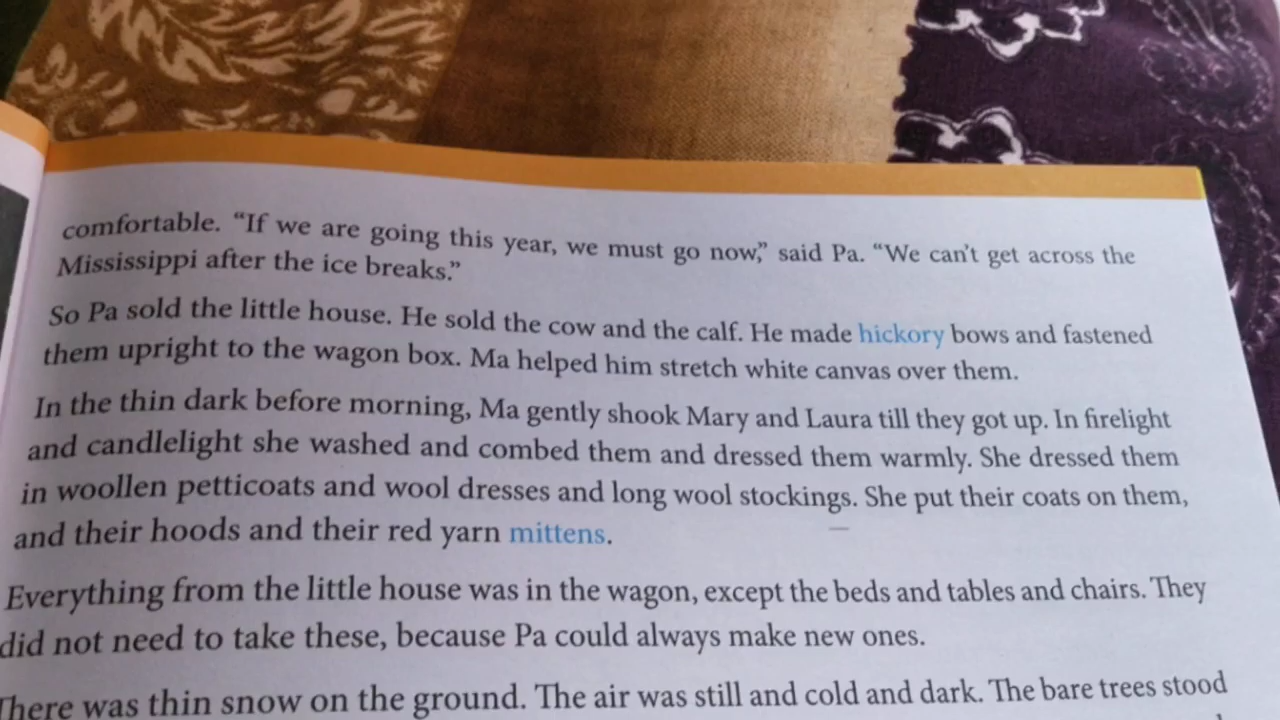 comfortable. “If we are going this year, we must go now,” said Pa. “We can’t get across the
Mississippi after the ice breaks.”
So Pa sold the little house. He sold the cow and the calf. He made hickory bows and fastened
them upright to the wagon box. Ma helped him stretch white canvas over them.
In the thin dark before morning, Ma gently shook Mary and Laura till they got up. In firelight
and candlelight she washed and combed them and dressed them warmly. She dressed them
in woollen petticoats and wool dresses and long wool stockings. She put their coats on them,
and their hoods and their red yarn mittens.
Everything from the little house was in the wagon, except the beds and tables and chairs. They
did not need to take these, because Pa could always make new ones.
There was thin snow on the ground. The air was still and cold and dark. The bare trees stood